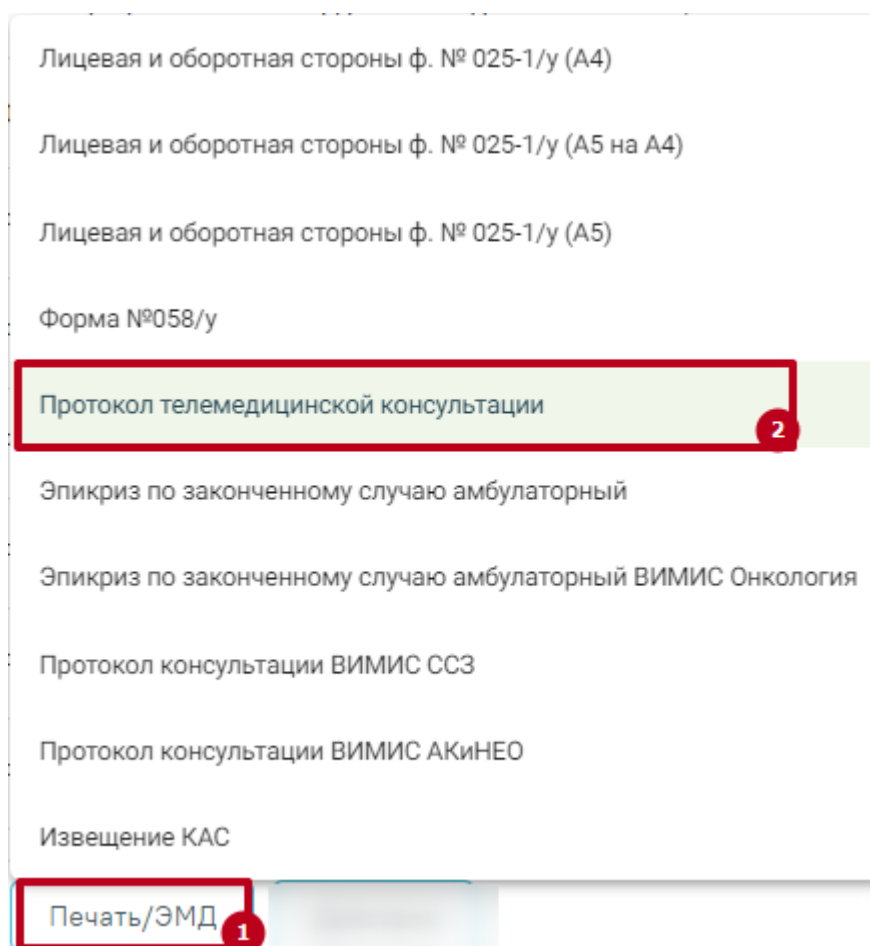 Лицевая и оборотная стороны ф. № 025-1/у (А4)
Лицевая и оборотная стороны ф. № 025-1/у (А5 на А4)
Лицевая и оборотная стороны ф. № 025-1/у (А5)
Форма №058/у
Протокол телемедицинской консультации
2
Эпикриз по законченному случаю амбулаторный
Эпикриз по законченному случаю амбулаторный ВИМИС Онкология
Протокол консультации ВИМИС ССЗ
Протокол консультации ВИМИС АКиНЕО
Извещение КАС
Печать/ЭМД
1